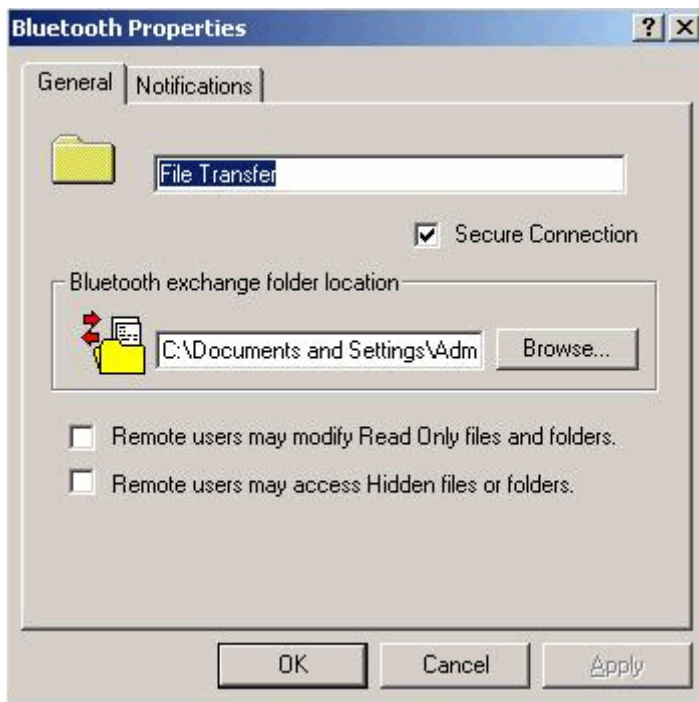 Bluetooth Properties
General Notifications
File Transfer
Secure Connection
Bluetooth exchange folder location
C:\Documents and Settings\Adm Browse...
Remote users may modify Read Only files and folders.
Remote users may access Hidden files or folders.
OK Cancel Apply